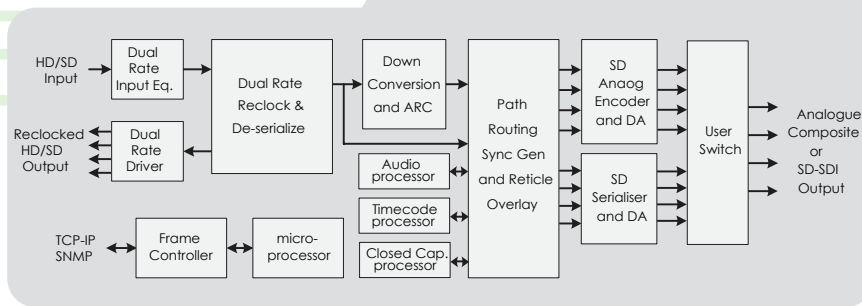 HD/SD
Input
Dual
Rate
Input Eq.
Dual Rate
Reclock &
De-serialize
Down
Conversion
and ARC
Path
Routing
Sync Gen
and Reticle
Overlay
SD
Anaog
Encoder
and DA
User
Switch
Analogue
Composite
or
SD-SDI
Output
Reclocked
HD/SD
Output
Dual
Rate
Driver
Audio
processor
SD
Serialiser
and DA
Timecode
processor
TCP-IP
SNMP
Frame
Controller
micro-
processor
Closed Cap.
processor